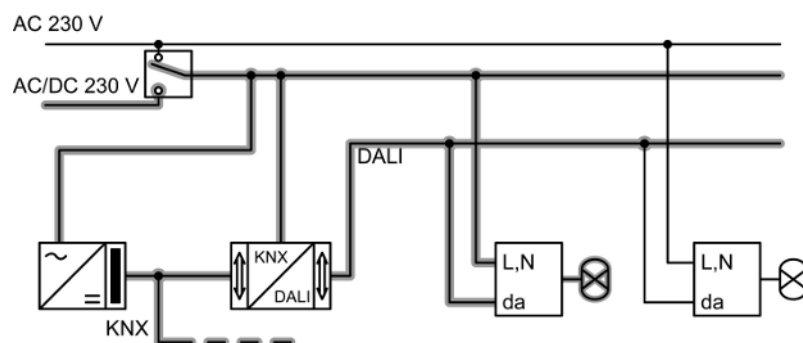 AC 230 V
AC/DC 230 V
DALI
KNX
DALI
L,N
da
L,N
da
KNX